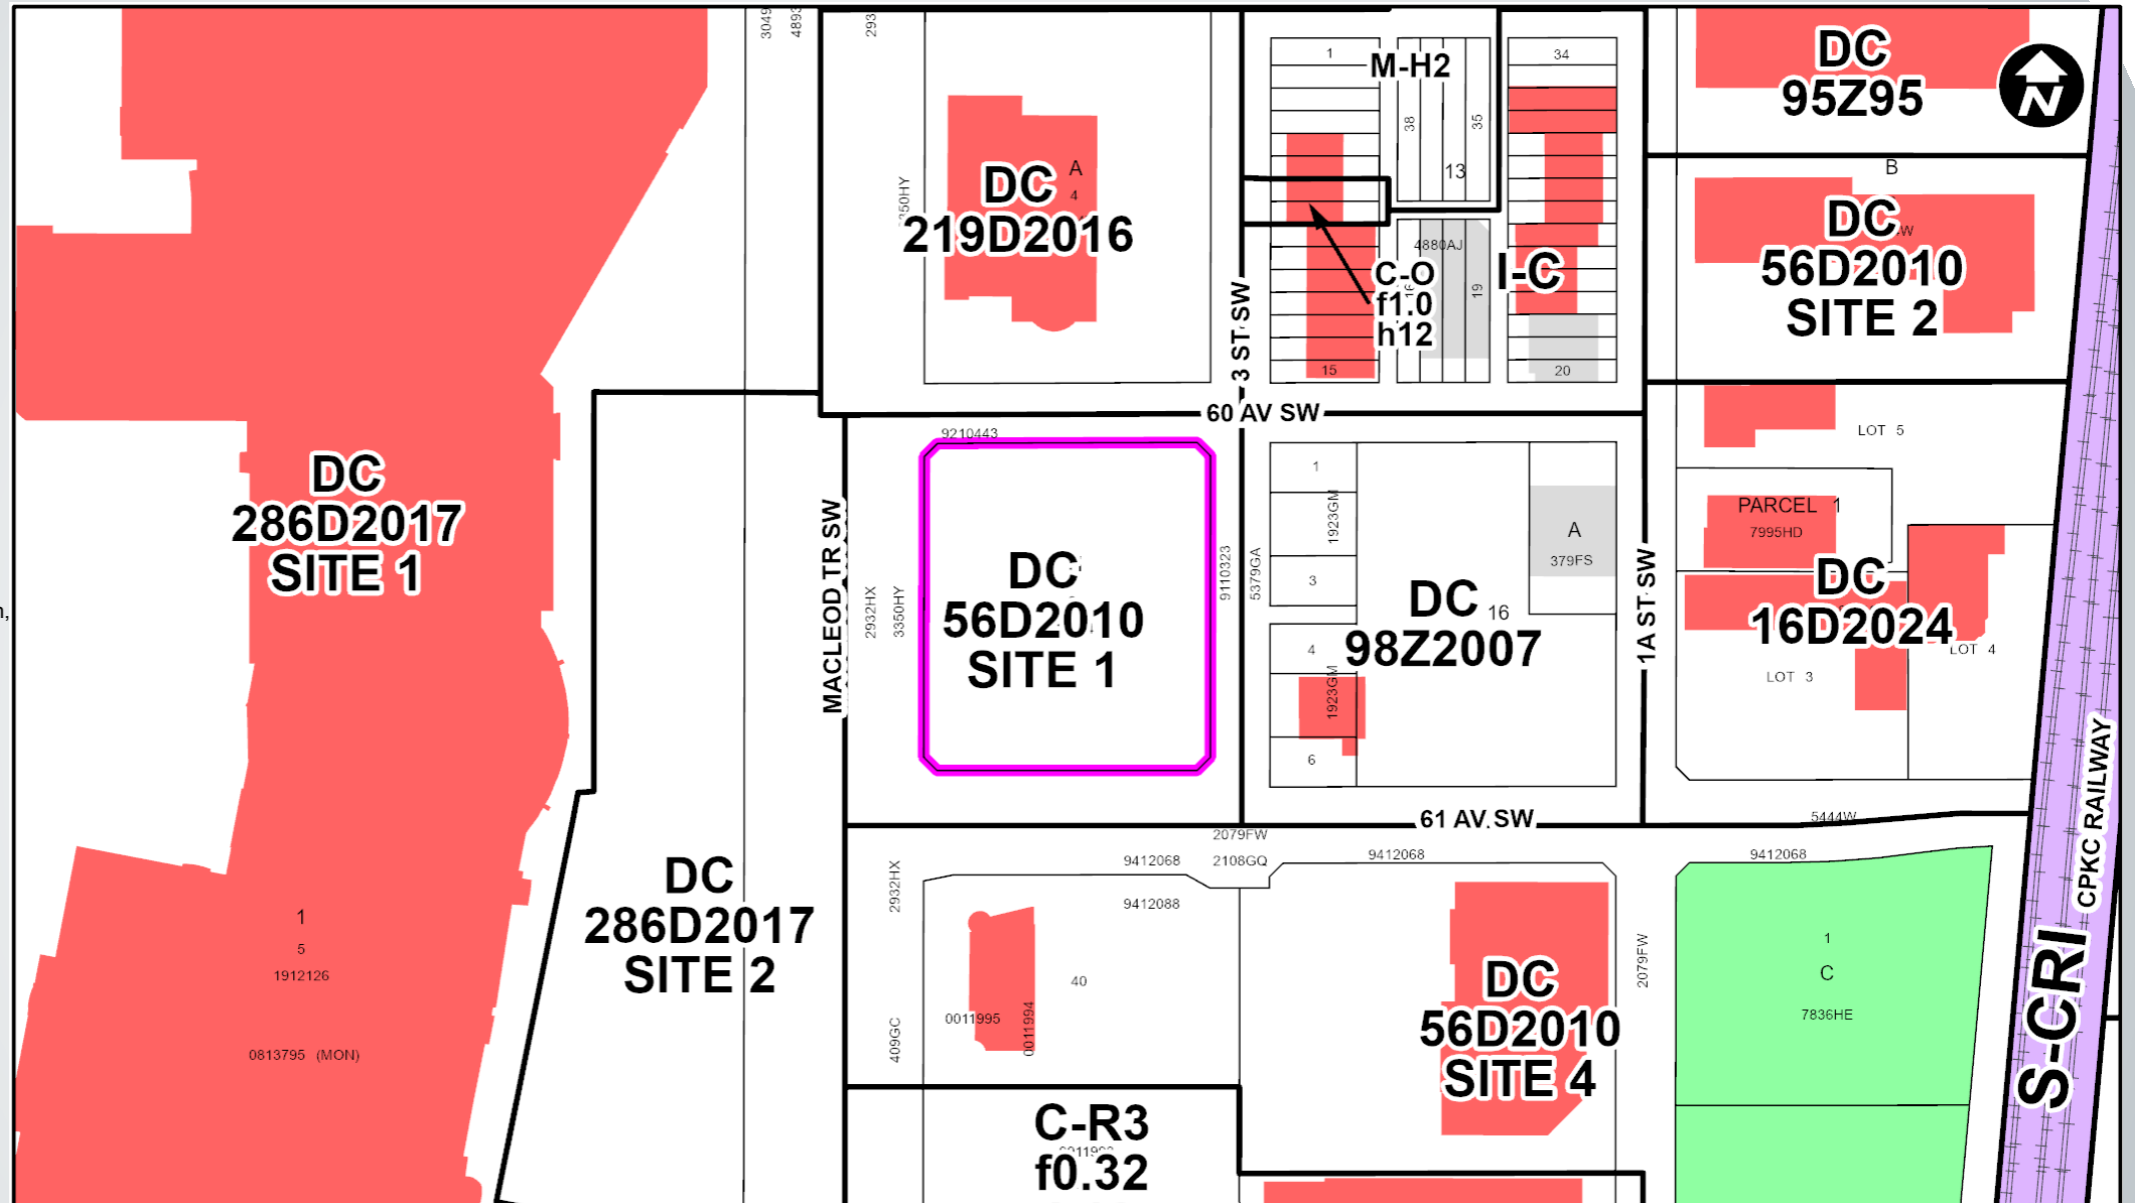 3049
4893
293
1
M-H2
34
DC
95Z95
N
38
35
13
B
A
4
DC
219D2016
DC
56D2010
SITE 2
4880AJ
C-O
f1.0
h12
19
I-C
3 ST SW
15
20
60 AV SW
9210443
LOT 5
DC
286D2017
SITE 1
MACLEOD TR SW
2932HX
3350HY
DC
56D2010
SITE 1
9110323
5379GA
1
1923GM
3
4
1923GM
6
A
379FS
DC
16
98Z2007
1A ST SW
PARCEL 1
7995HD
DC
16D2024
LOT 4
LOT 3
CPKC RAILWAY
61 AV SW
5444W
2079FW
9412068
2108GQ
9412068
9412068
2932HX
9412088
DC
286D2017
SITE 2
1
5
1912126
0813795 (MON)
40
0011995
0011994
409GC
DC
56D2010
SITE 4
2079FW
1
C
7836HE
S-CRI
C-R3
f0.32